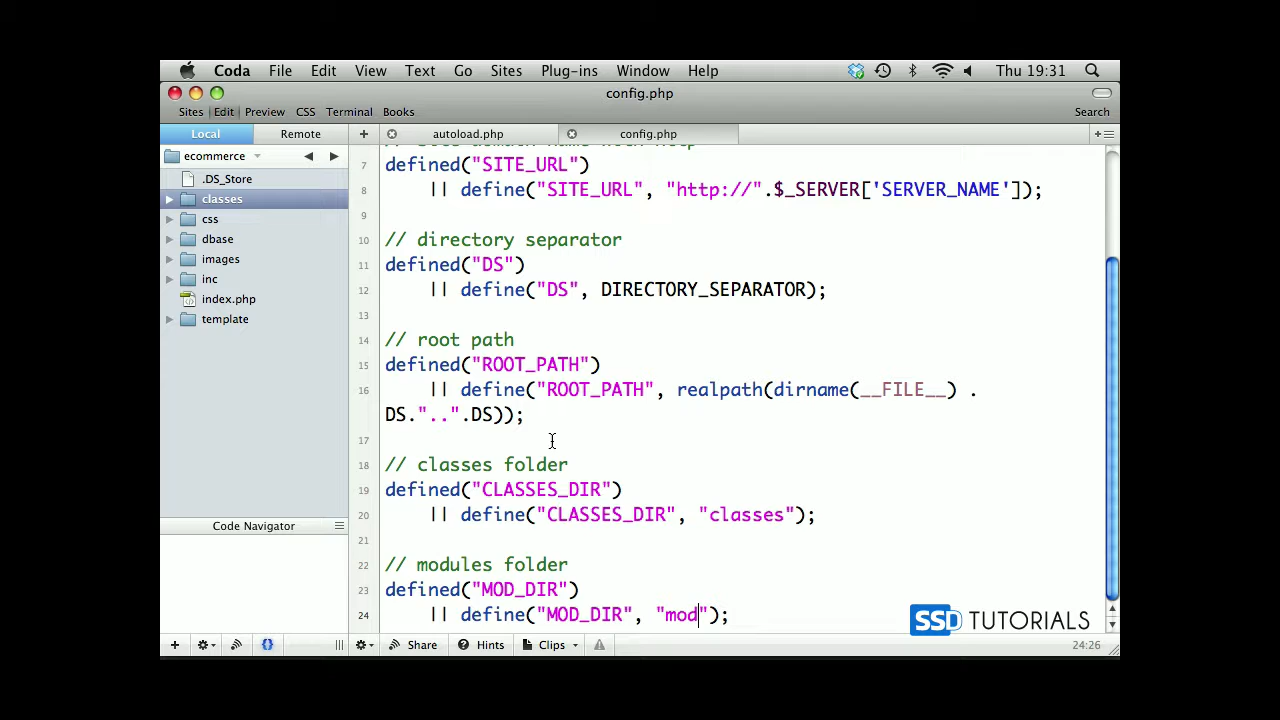 Coda File Edit View Text Go Sites Plug-ins Window Help Thu 19:31
config.php
Sites Edit Preview CSS Terminal Books Search
Local Remote + autoload.php config.php
ecommerce
.DS_Store
classes
css
dbase
images
inc
index.php
template
Code Navigator
7 defined("SITE_URL")
8 || define("SITE_URL", "http://".$_SERVER['SERVER_NAME']);
9
10 // directory separator
11 defined("DS")
12 || define("DS", DIRECTORY_SEPARATOR);
13
14 // root path
15 defined("ROOT_PATH")
16 || define("ROOT_PATH", realpath(dirname(__FILE__) .
DS."..".DS));
17
18 // classes folder
19 defined("CLASSES_DIR")
20 || define("CLASSES_DIR", "classes");
21
22 // modules folder
23 defined("MOD_DIR")
24 || define("MOD_DIR", "mod");
SSD TUTORIALS
Share Hints Clips 24:26